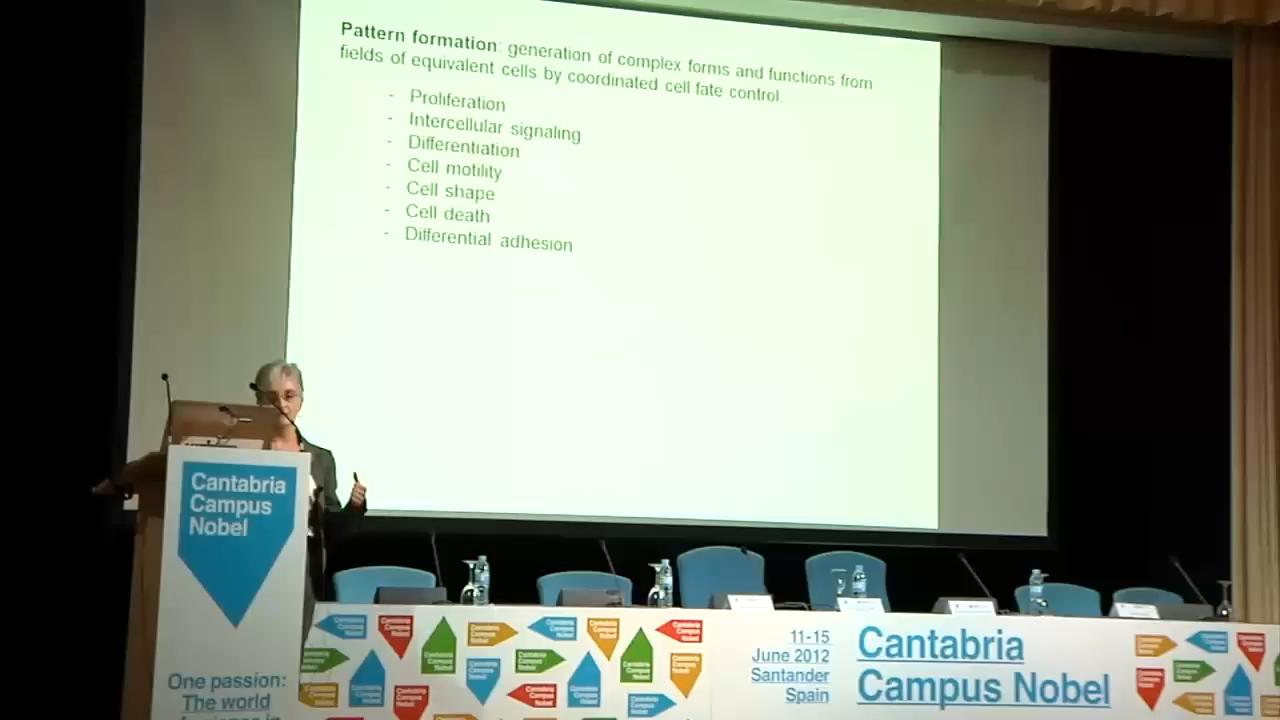 Pattern formation: generation of complex forms and functions from
fields of equivalent cells by coordinated cell fate control.
- Proliferation
- Intercellular signaling
- Differentiation
- Cell motility
- Cell shape
- Cell death
- Differential adhesion
Cantabria
Campus
Nobel
One passion:
The world
11-15
June 2012
Santander
Spain
Cantabria
Campus Nobel